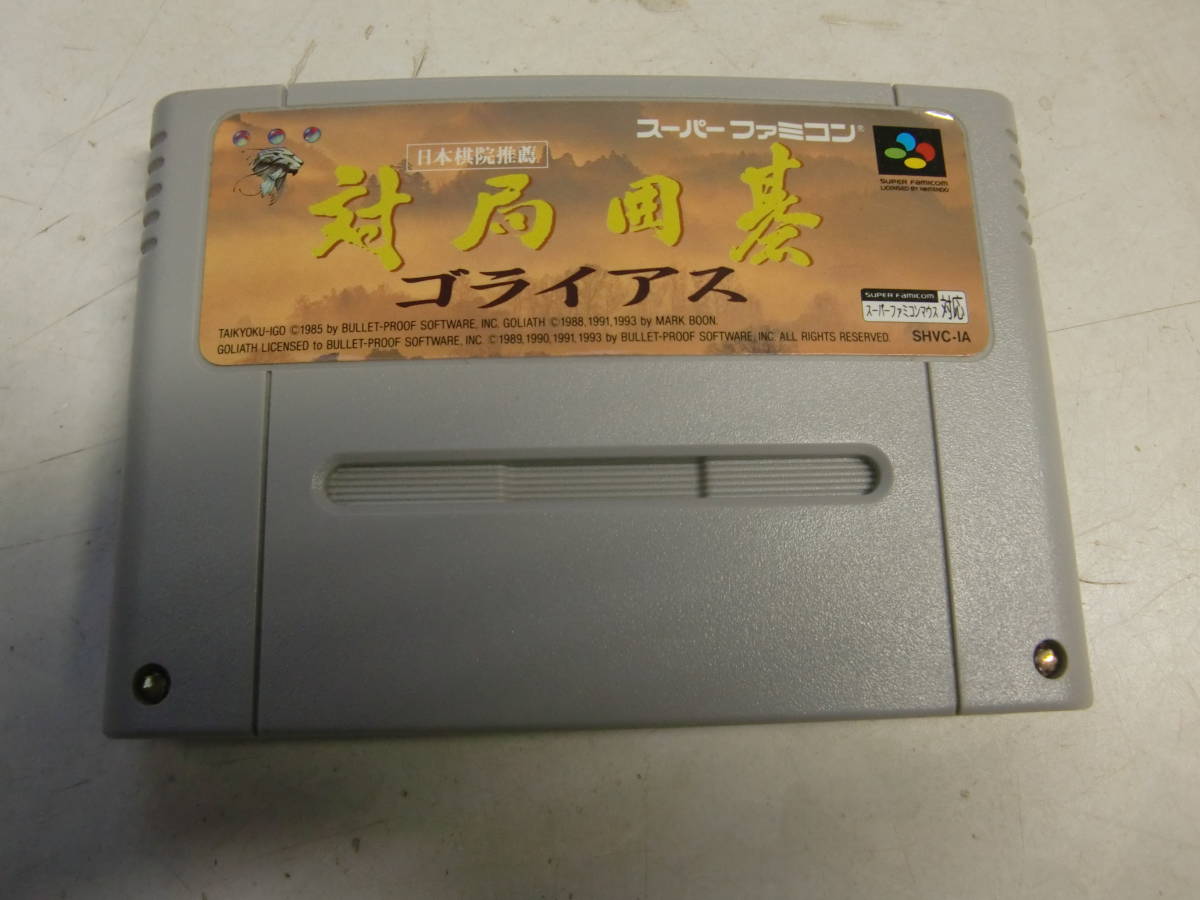 スーパーファミコン®
SUPER FAMICOM
LICENSED BY NINTENDO
日本棋院推薦
対局囲碁
ゴライアス
SUPER FAMICOM
スーパーファミコンマウス 対応
TAIKYOKU-IGO ©1985 by BULLET-PROOF SOFTWARE, INC. GOLIATH ©1988,1991,1993 by MARK BOON.
GOLIATH LICENSED to BULLET-PROOF SOFTWARE, INC. ©1989,1990,1991,1993 by BULLET-PROOF SOFTWARE, INC. ALL RIGHTS RESERVED.
SHVC-IA